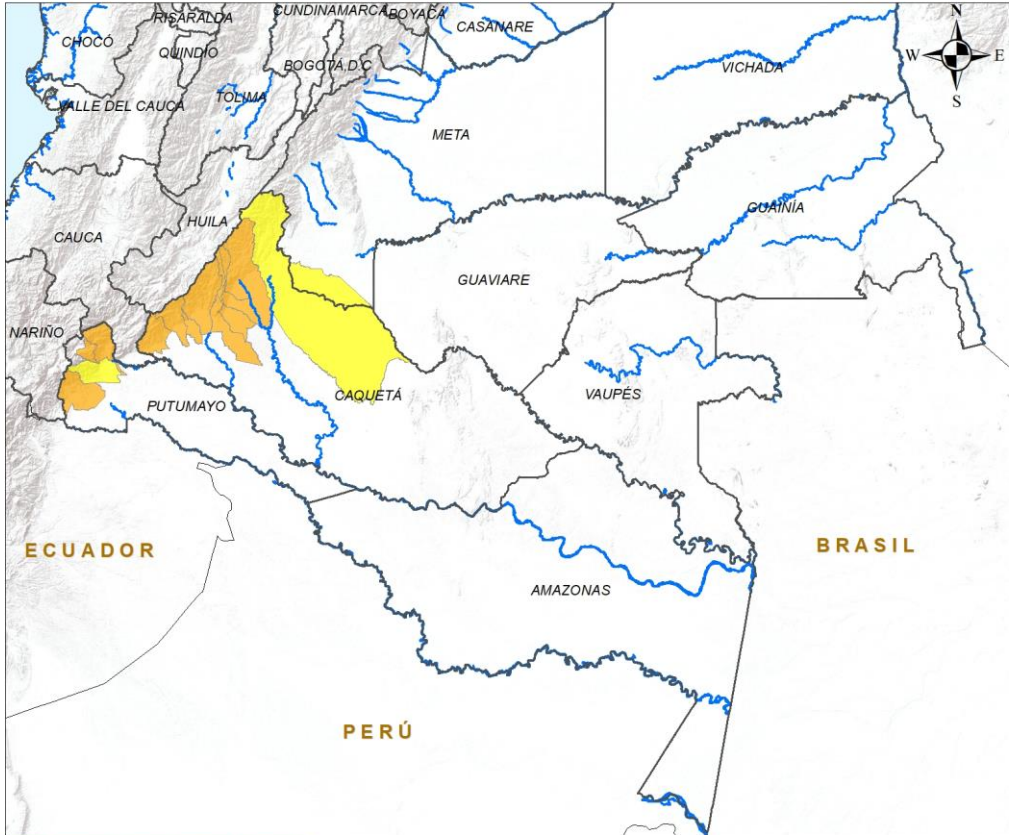 CUNDINAMARCA
BOYACÁ
RISARALDA
CASANARE
N
CHOCÓ
QUINDÍO
BOGOTÁ.D.C
VICHADA
W
E
S
TOLIMA
VALLE DEL CAUCA
META
HUILA
GUAINÍA
CAUCA
GUAVIARE
NARIÑO
CAQUETÁ
VAUPÉS
PUTUMAYO
ECUADOR
BRASIL
AMAZONAS
PERÚ